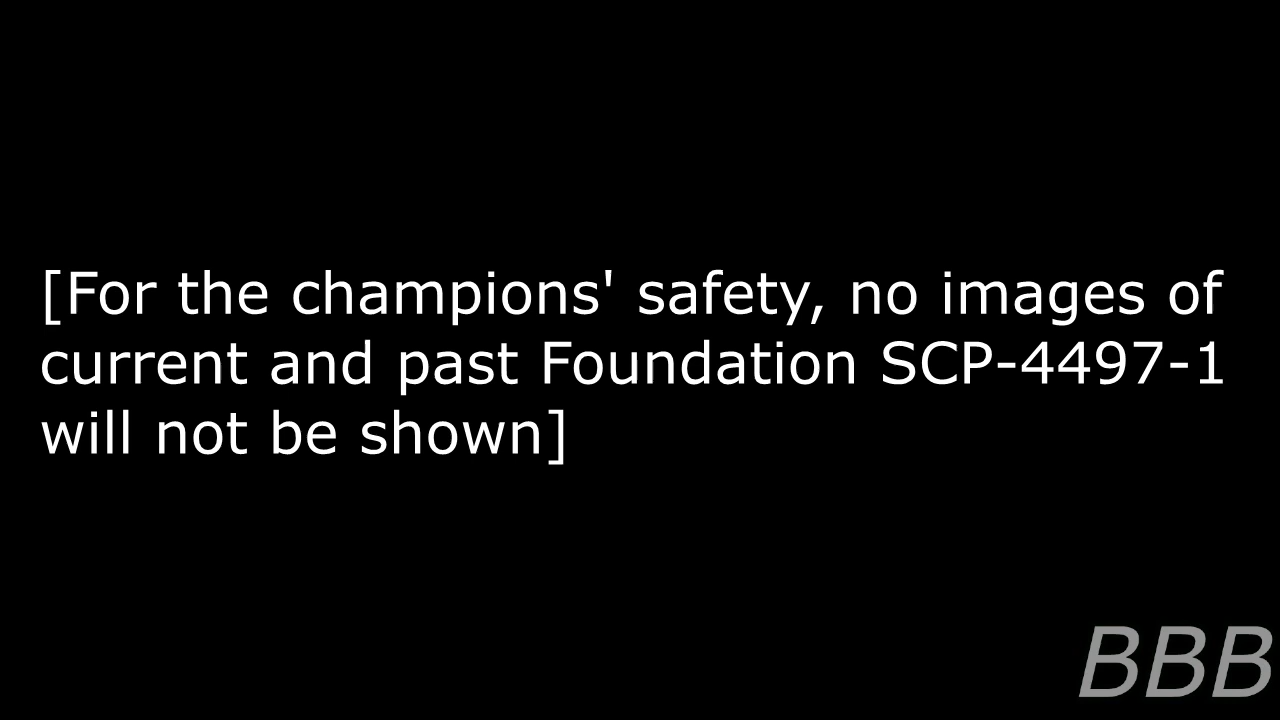 [For the champions' safety, no images of
current and past Foundation SCP-4497-1
will not be shown]
BBB